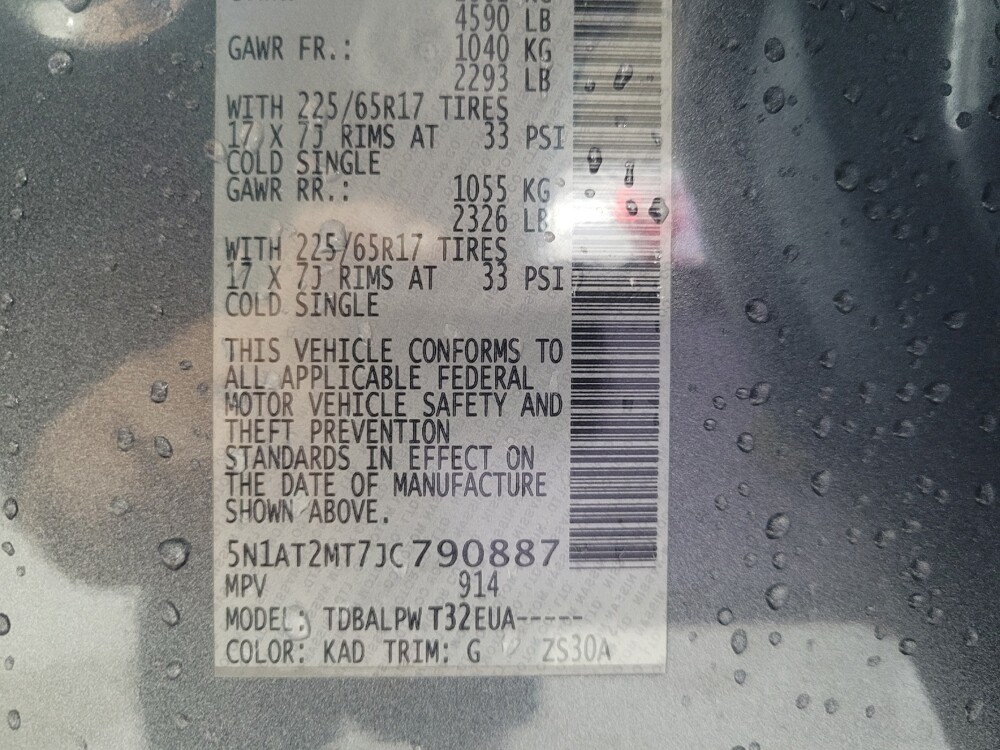 4590 LB
GAWR FR.: 1040 KG
2293 LB
WITH 225/65R17 TIRES
17 X 7J RIMS AT 33 PSI
COLD SINGLE
GAWR RR.: 1055 KG
2326 LB
WITH 225/65R17 TIRES
17 X 7J RIMS AT 33 PSI
COLD SINGLE
THIS VEHICLE CONFORMS TO
ALL APPLICABLE FEDERAL
MOTOR VEHICLE SAFETY AND
THEFT PREVENTION
STANDARDS IN EFFECT ON
THE DATE OF MANUFACTURE
SHOWN ABOVE.
5N1AT2MT7JC790887
MPV 914
MODEL: TDBALPWT32EUA-----
COLOR: KAD TRIM: G ZS30A